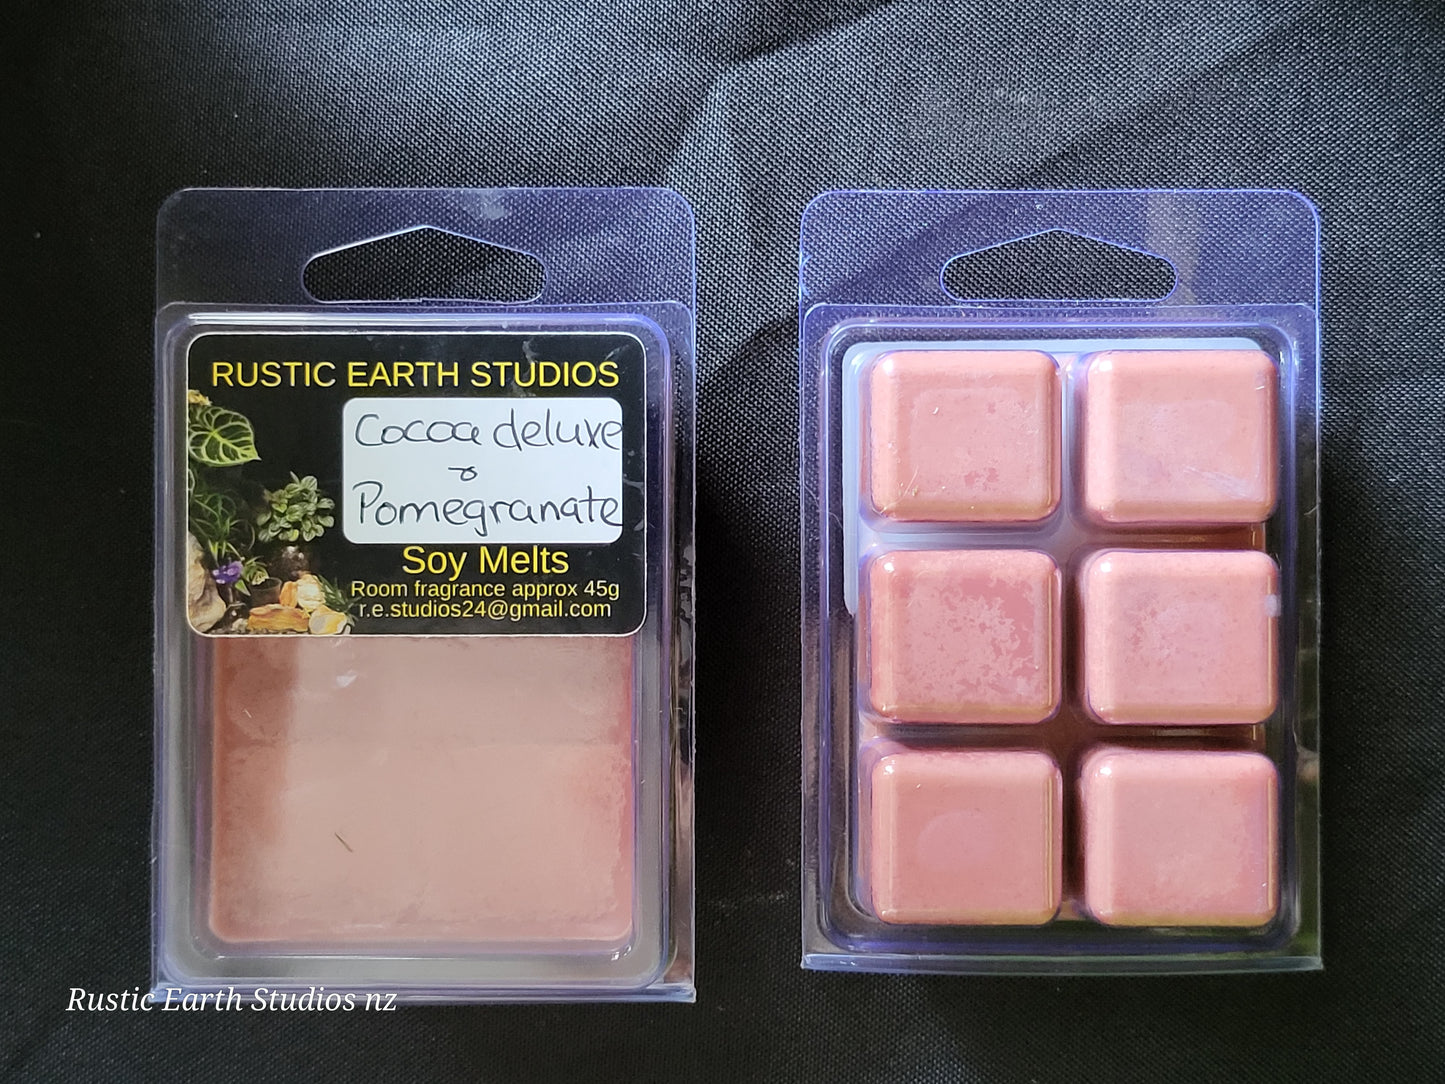 RUSTIC EARTH STUDIOS
Cocoa deluxe
&
Pomegranate
Soy Melts
Room fragrance approx 45g
r.e.studios24@gmail.com
Rustic Earth Studios nz